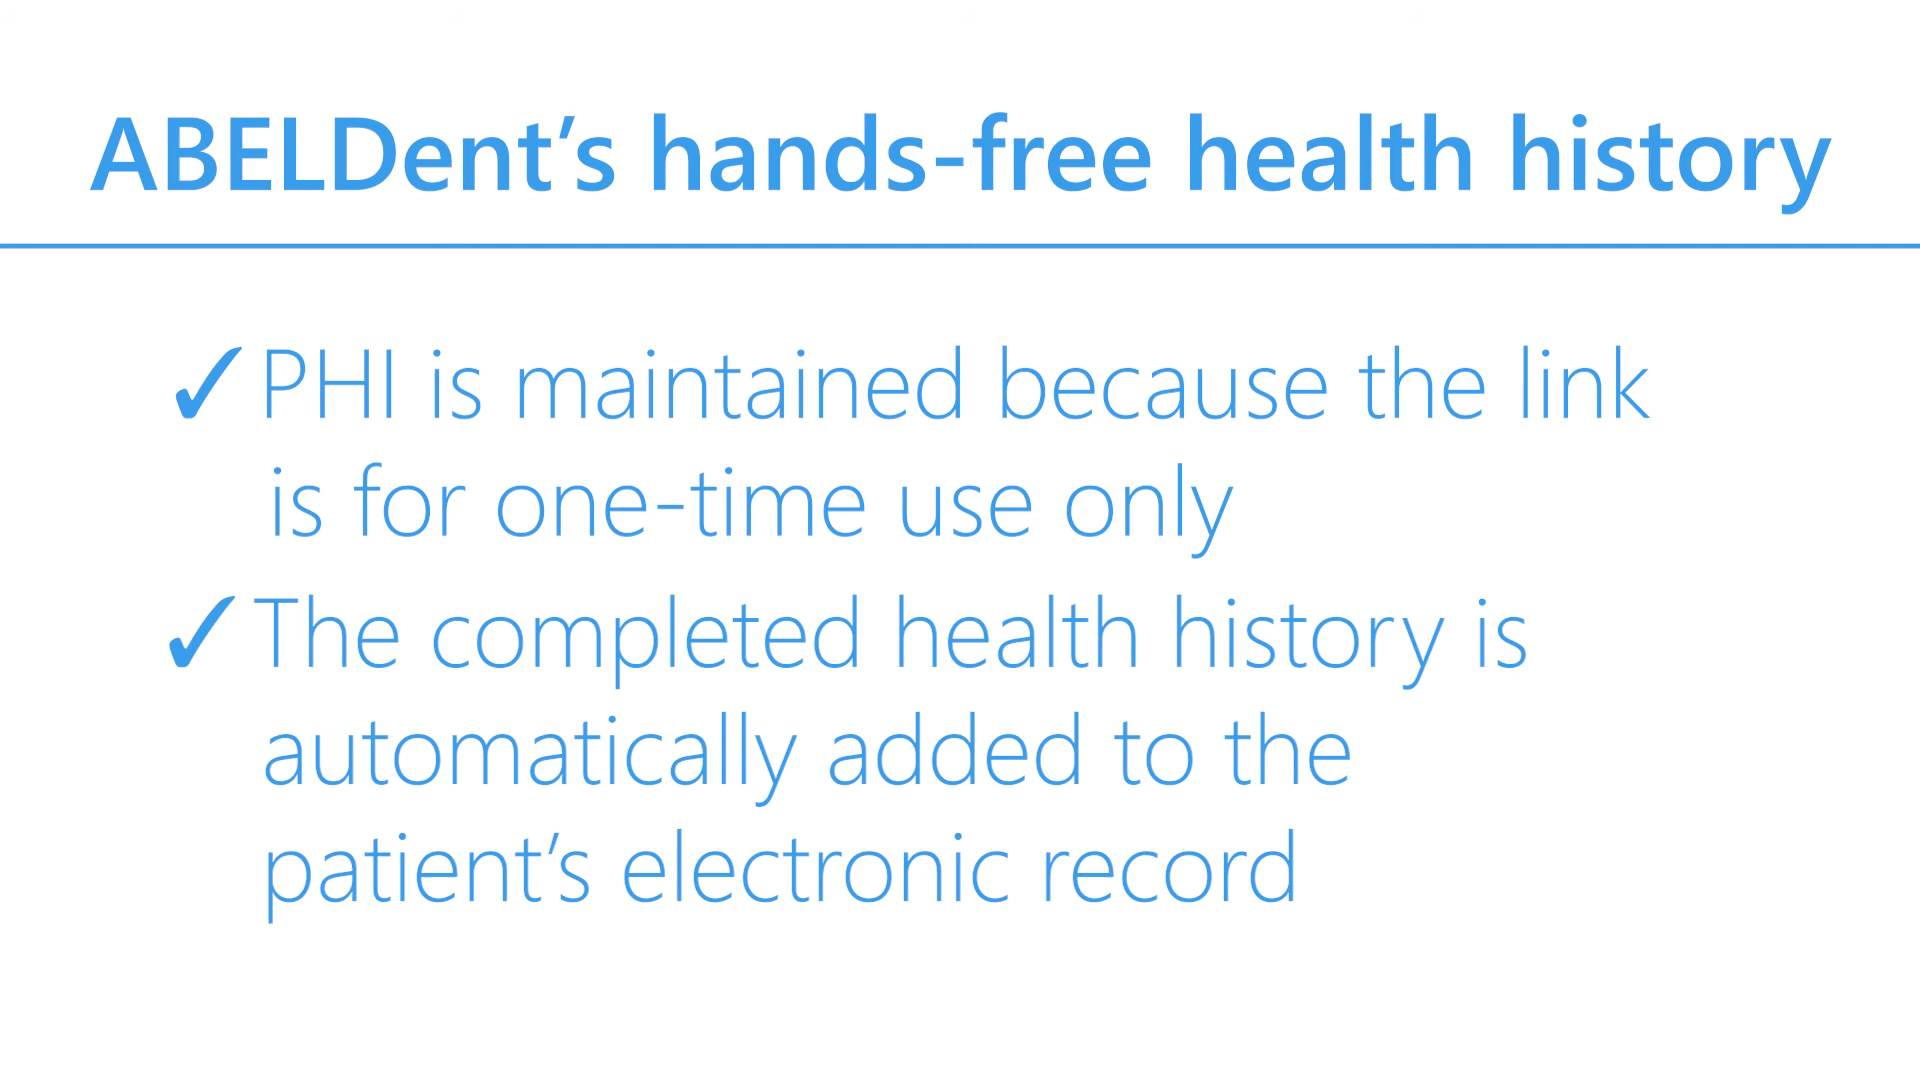 ABELDent’s hands-free health history
✓PHI is maintained because the link
is for one-time use only
✓The completed health history is
automatically added to the
patient’s electronic record